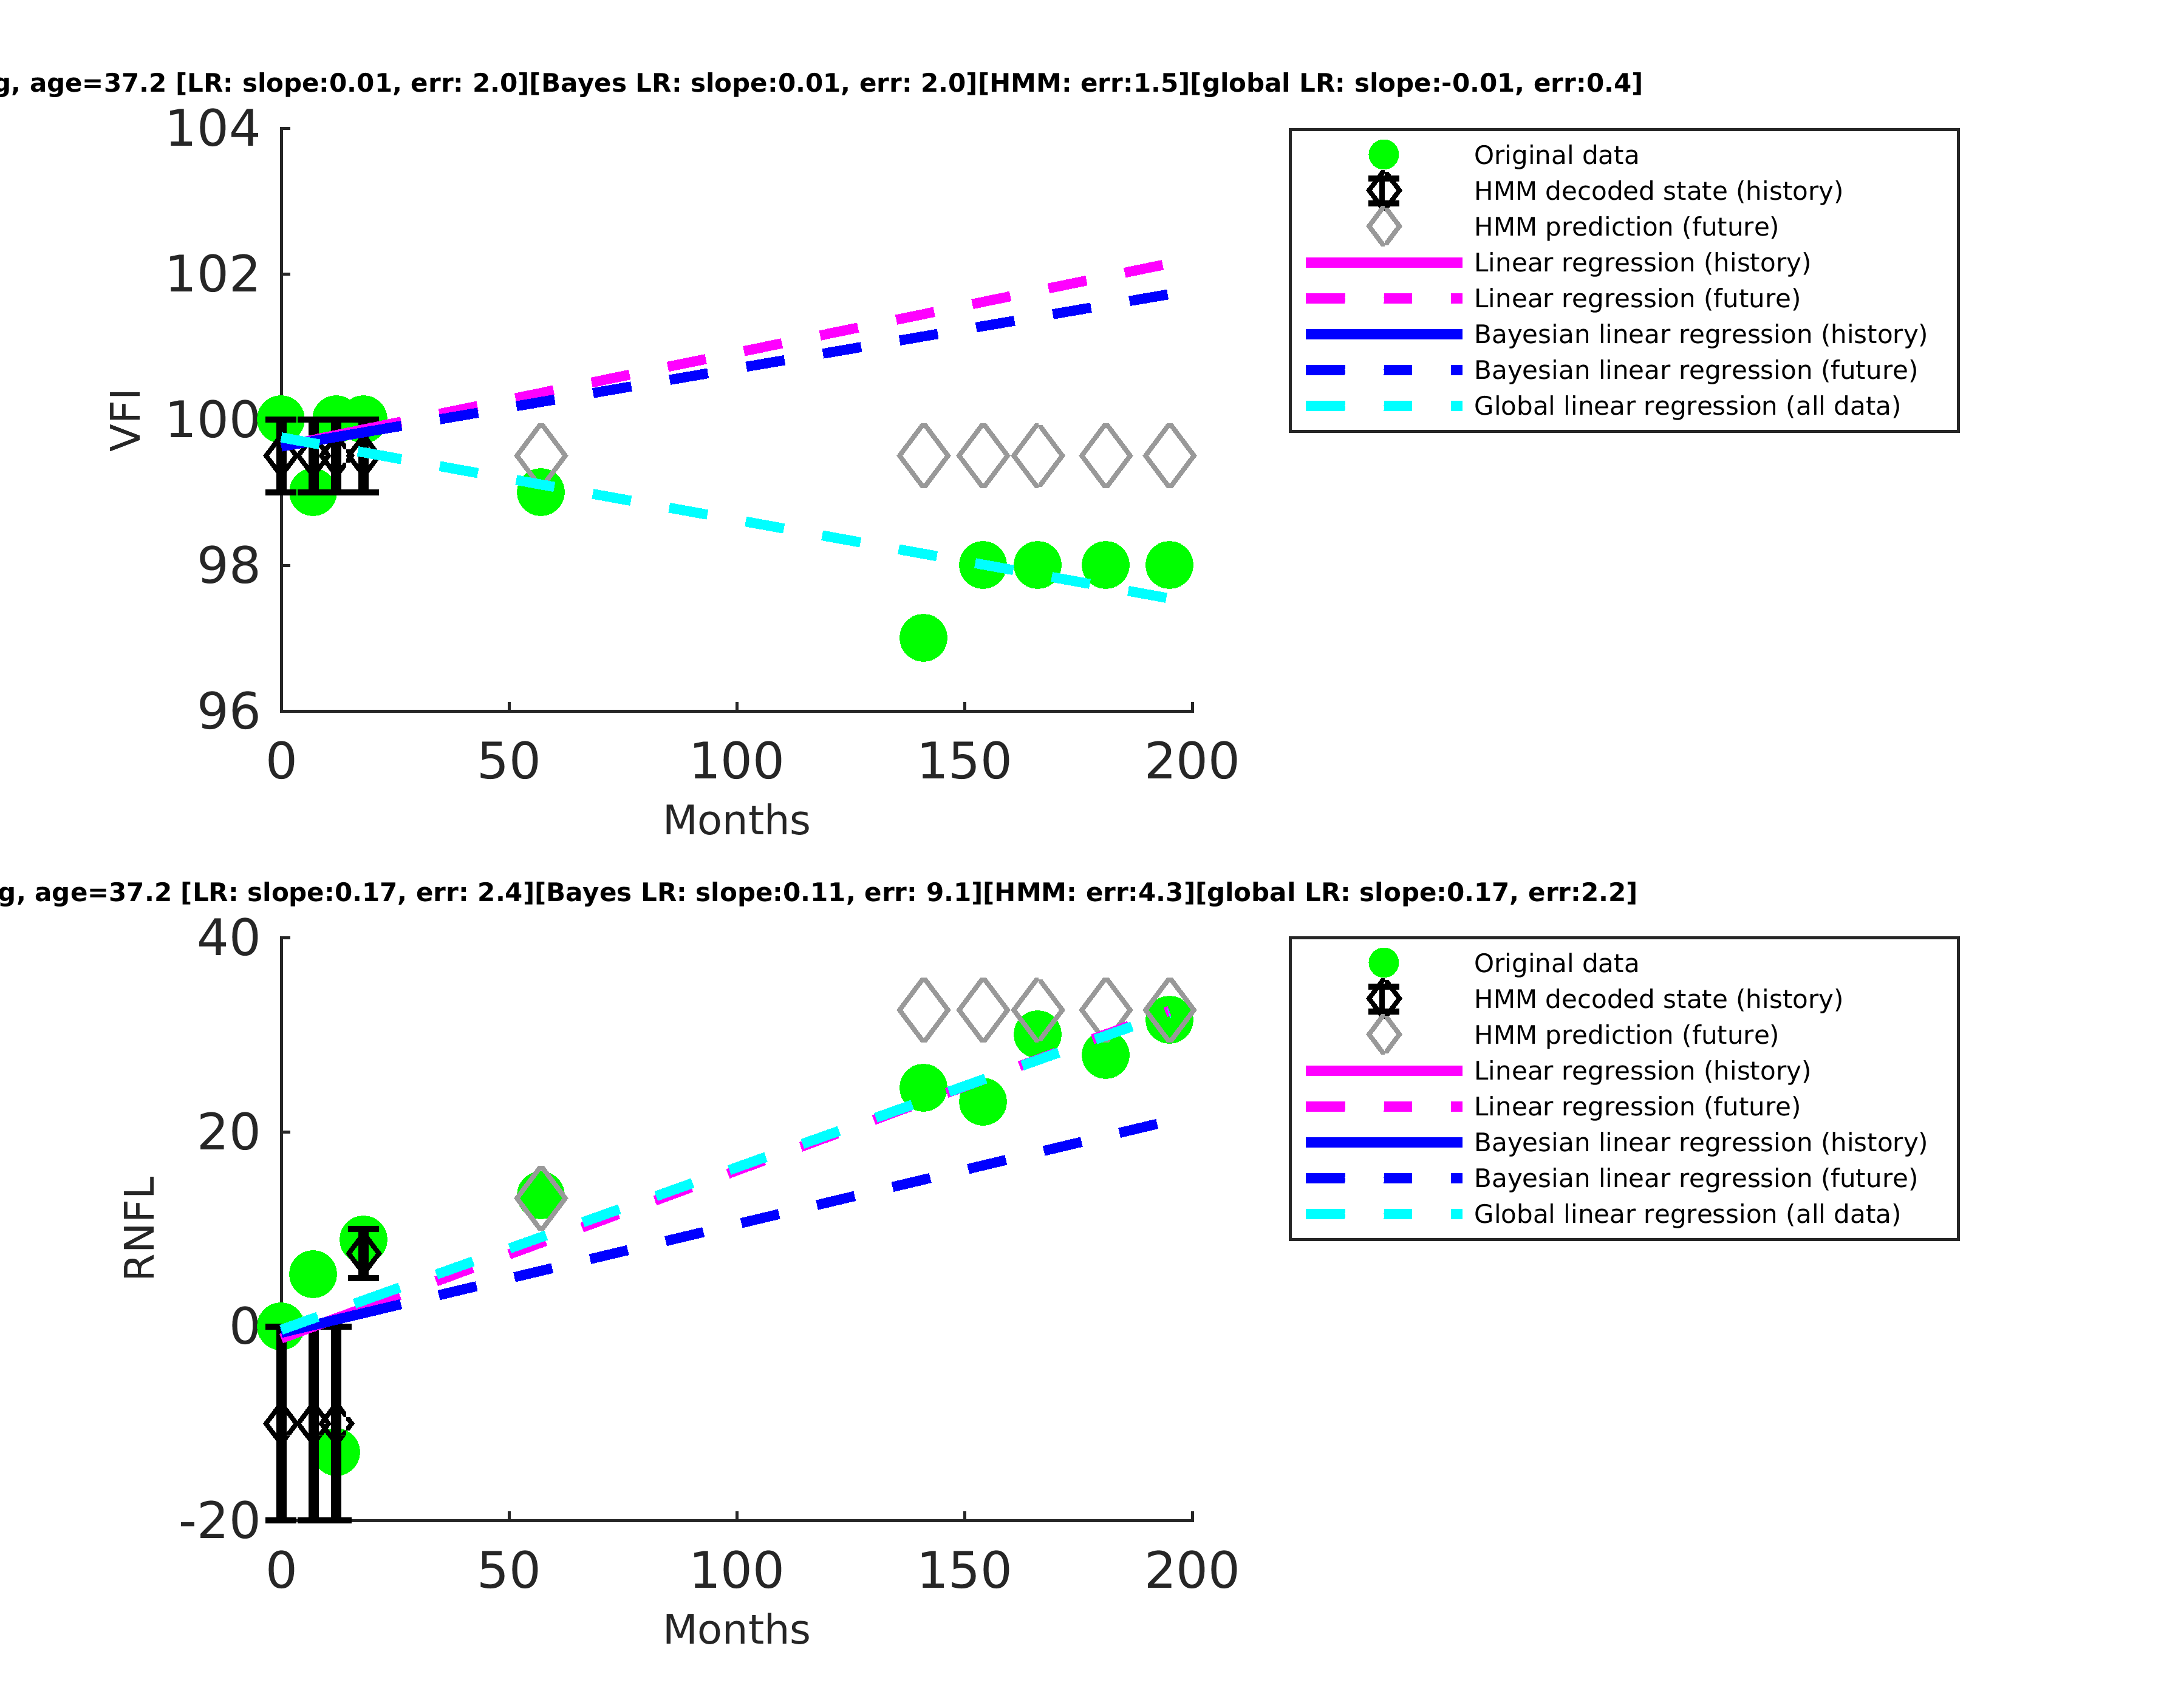 g, age=37.2 [LR: slope:0.01, err: 2.0][Bayes LR: slope:0.01, err: 2.0][HMM: err:1.5][global LR: slope:-0.01, err:0.4]
104
102
100
98
96
VFI
0 50 100 150 200
Months
Original data
HMM decoded state (history)
HMM prediction (future)
Linear regression (history)
Linear regression (future)
Bayesian linear regression (history)
Bayesian linear regression (future)
Global linear regression (all data)
g, age=37.2 [LR: slope:0.17, err: 2.4][Bayes LR: slope:0.11, err: 9.1][HMM: err:4.3][global LR: slope:0.17, err:2.2]
40
20
0
-20
RNFL
0 50 100 150 200
Months
Original data
HMM decoded state (history)
HMM prediction (future)
Linear regression (history)
Linear regression (future)
Bayesian linear regression (history)
Bayesian linear regression (future)
Global linear regression (all data)